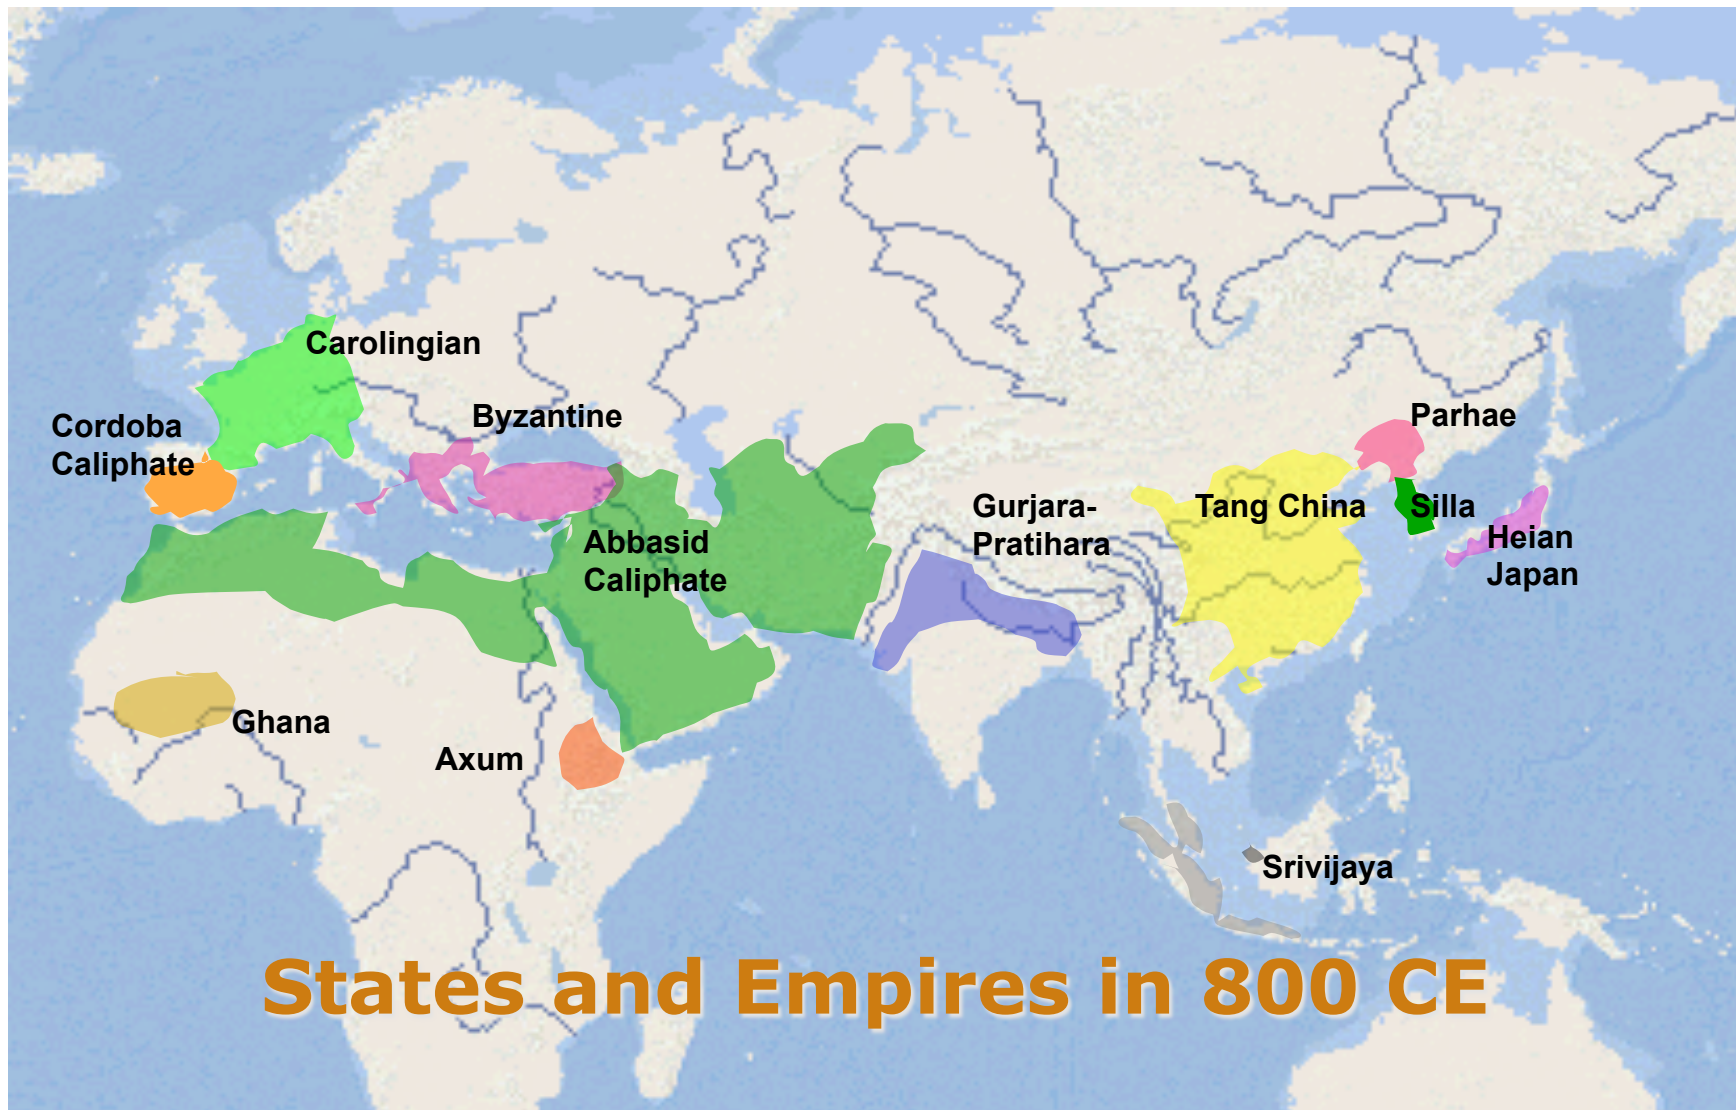 Carolingian
Cordoba
Caliphate
Byzantine
Parhae
Gurjara-
Pratihara
Tang China
Silla
Heian
Japan
Abbasid
Caliphate
Ghana
Axum
Srivijaya
States and Empires in 800 CE